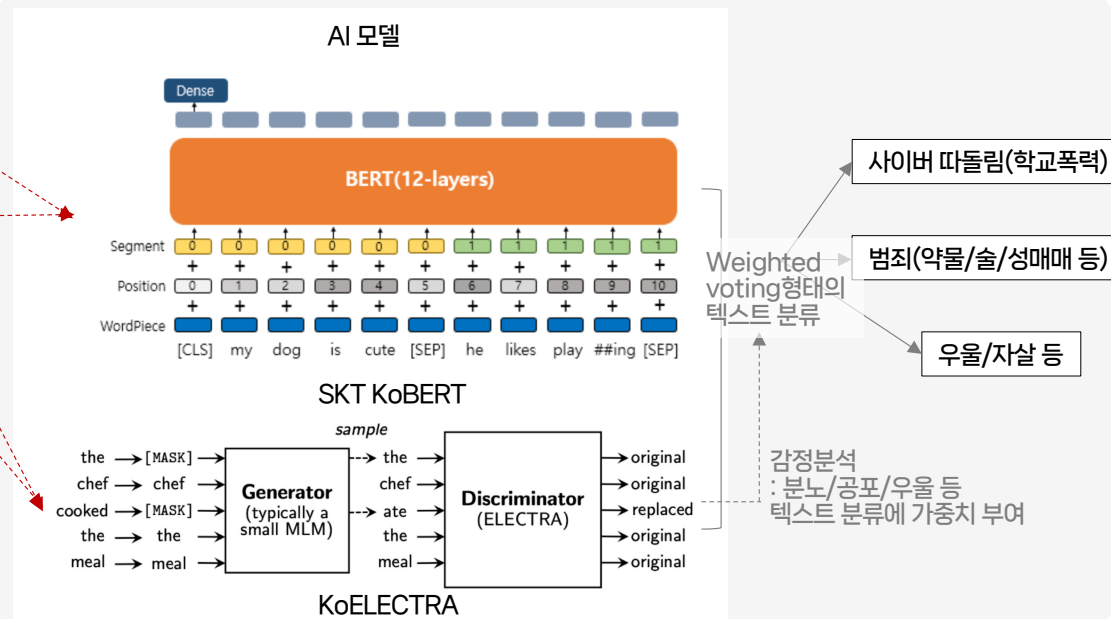 AI 모델
Dense
BERT(12-layers)
Segment 0 0 0 0 0 0 1 1 1 1 1
+ + + + + + + + + + +
Position 0 1 2 3 4 5 6 7 8 9 10
+ + + + + + + + + + +
WordPiece
[CLS] my dog is cute [SEP] he likes play ##ing [SEP]
SKT KoBERT
sample
the [MASK] the original
chef chef chef original
cooked [MASK] ate replaced
the the the original
meal meal meal original
Generator
(typically a
small MLM)
Discriminator
(ELECTRA)
KoELECTRA
Weighted
voting형태의
텍스트 분류
사이버 따돌림(학교폭력)
범죄(약물/술/성매매 등)
우울/자살 등
감정분석
: 분노/공포/우울 등
텍스트 분류에 가중치 부여